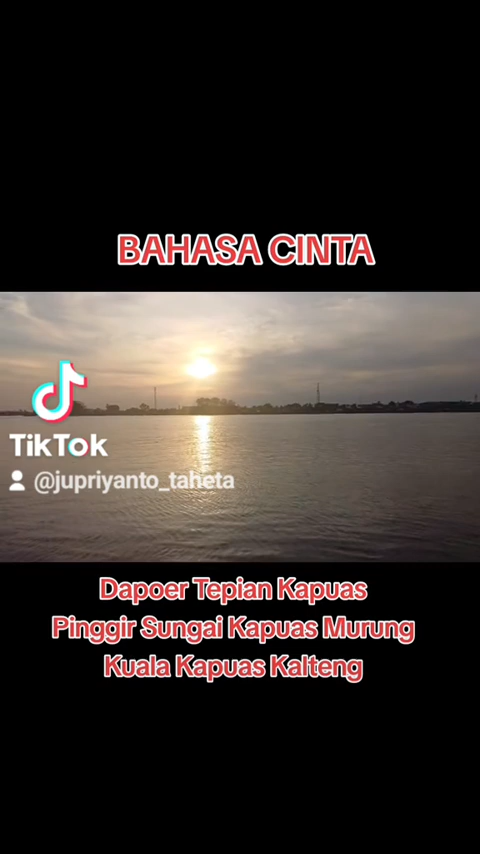 BAHASA CINTA
TikTok
@jupriyanto_taheta
Dapoer Tepian Kapuas
Pinggir Sungai Kapuas Murung
Kuala Kapuas Kalteng